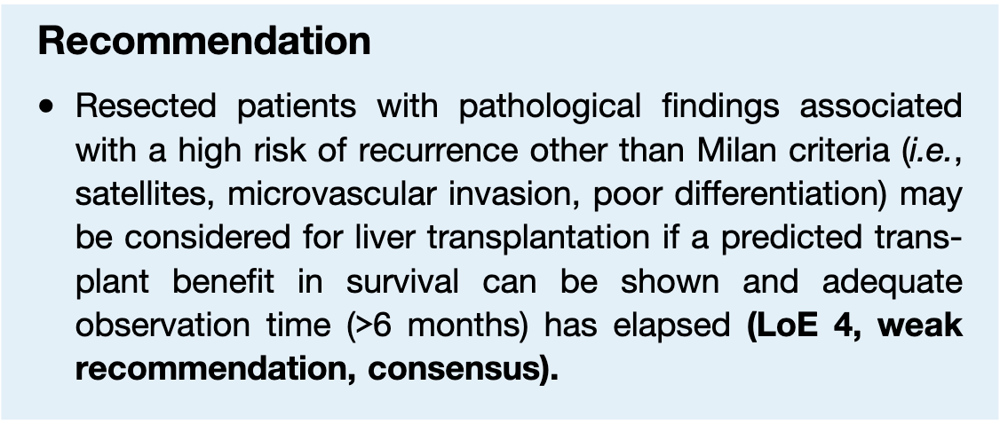 Recommendation
• Resected patients with pathological findings associated
with a high risk of recurrence other than Milan criteria (i.e.,
satellites, microvascular invasion, poor differentiation) may
be considered for liver transplantation if a predicted trans-
plant benefit in survival can be shown and adequate
observation time (>6 months) has elapsed (LoE 4, weak
recommendation, consensus).